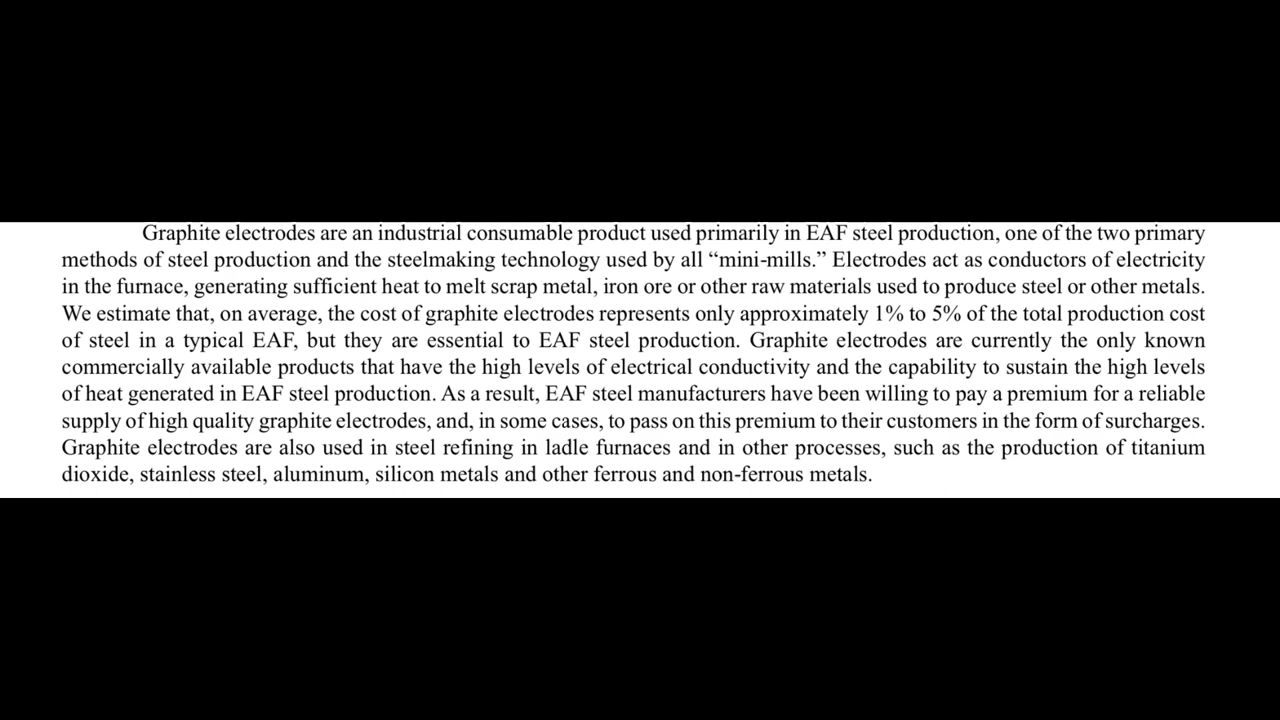 Graphite electrodes are an industrial consumable product used primarily in EAF steel production, one of the two primary
methods of steel production and the steelmaking technology used by all “mini-mills.” Electrodes act as conductors of electricity
in the furnace, generating sufficient heat to melt scrap metal, iron ore or other raw materials used to produce steel or other metals.
We estimate that, on average, the cost of graphite electrodes represents only approximately 1% to 5% of the total production cost
of steel in a typical EAF, but they are essential to EAF steel production. Graphite electrodes are currently the only known
commercially available products that have the high levels of electrical conductivity and the capability to sustain the high levels
of heat generated in EAF steel production. As a result, EAF steel manufacturers have been willing to pay a premium for a reliable
supply of high quality graphite electrodes, and, in some cases, to pass on this premium to their customers in the form of surcharges.
Graphite electrodes are also used in steel refining in ladle furnaces and in other processes, such as the production of titanium
dioxide, stainless steel, aluminum, silicon metals and other ferrous and non-ferrous metals.